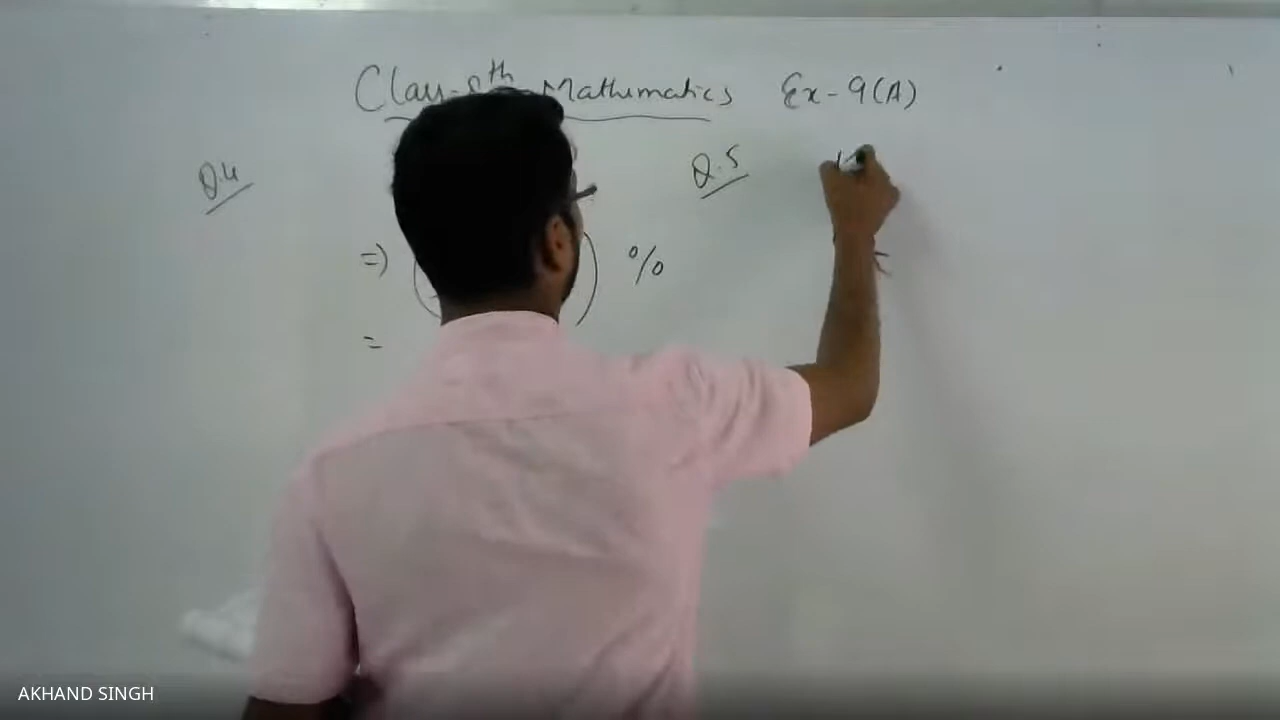 Class-8th Mathematics Ex-9(A)
Q.4
Q.5
=) ( ) %
=
AKHAND SINGH